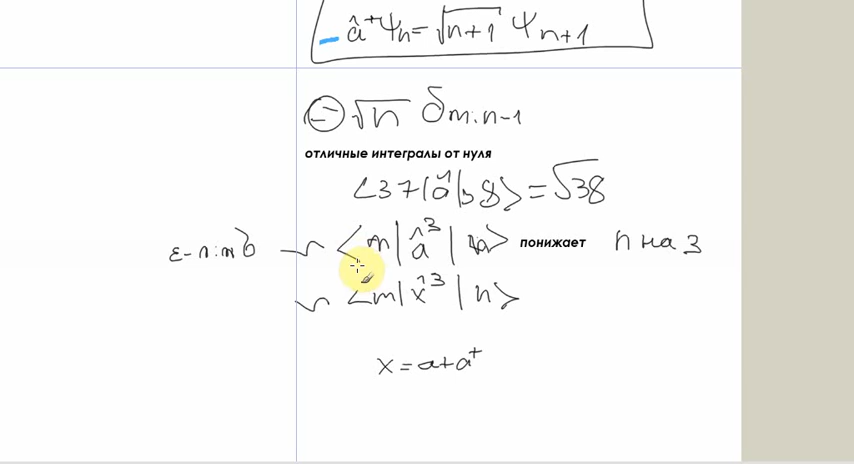 â⁺Ψn = √n+1 Ψn+1
⊜ √n δm;n-1
отличные интегралы от нуля
<37|â|38> = √38
<m|â³|n> понижает n на 3
<m|x̂³|n>
x = a+a⁺